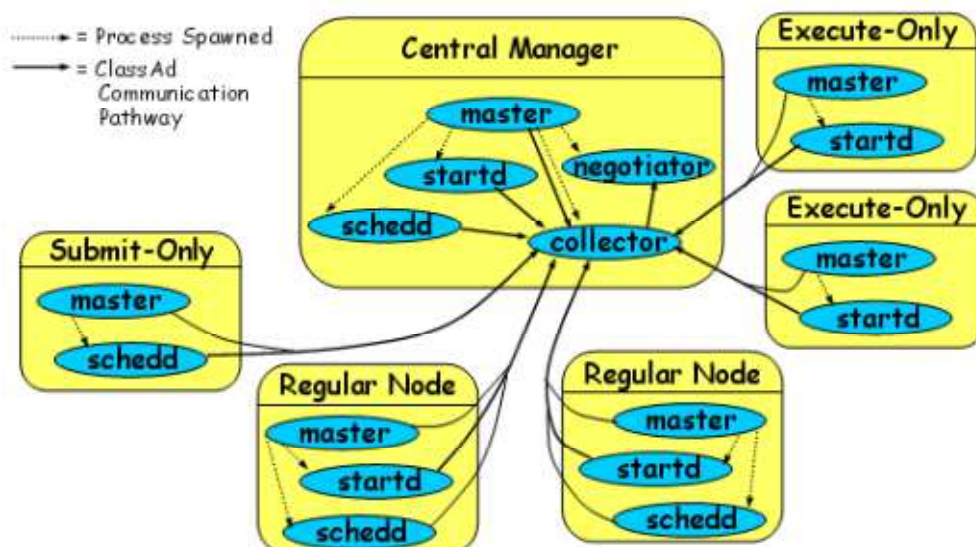 = Process Spawned
= ClassAd
Communication
Pathway
Central Manager
master
startd
negotiator
schedd
collector
Execute-Only
master
startd
Execute-Only
master
startd
Submit-Only
master
schedd
Regular Node
master
startd
schedd
Regular Node
master
startd
schedd